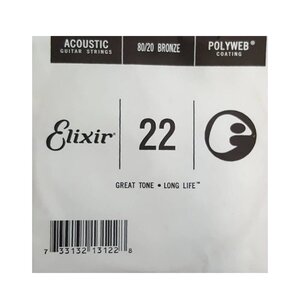 ACOUSTIC
GUITAR STRINGS
80/20 BRONZE
POLYWEB®
COATING
Elixir®
22
GREAT TONE • LONG LIFE™
7 33132 13122 8